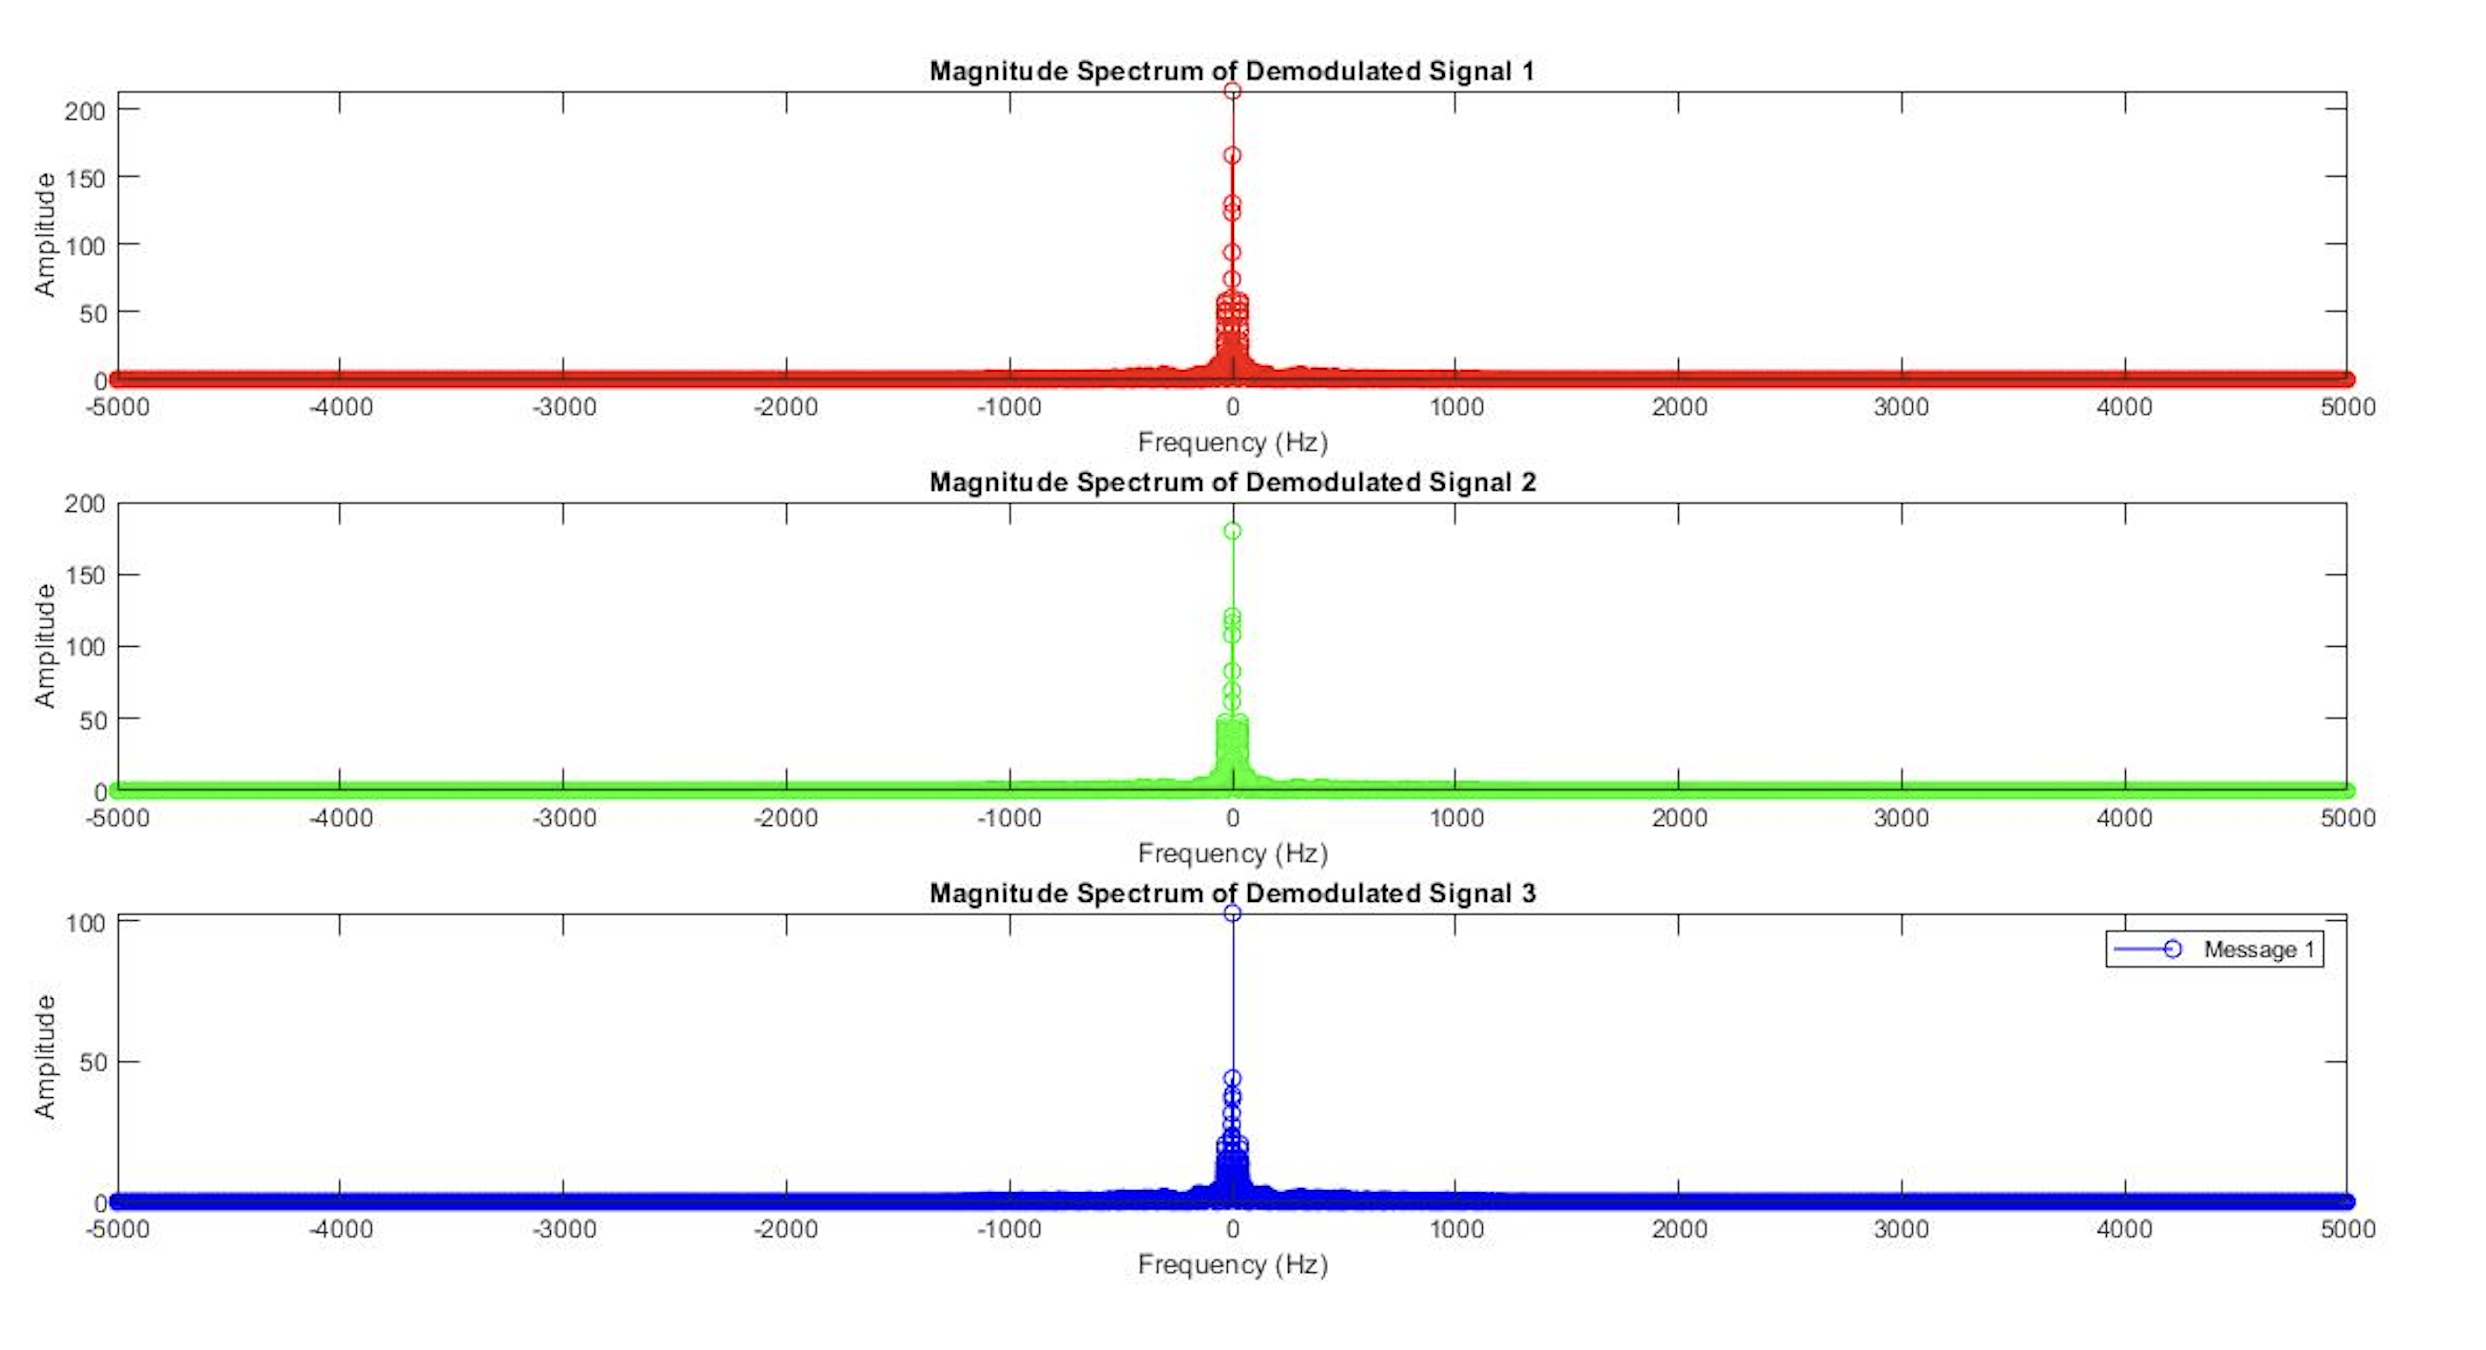 Magnitude Spectrum of Demodulated Signal 1
200
150
100
50
0
Amplitude
-5000 -4000 -3000 -2000 -1000 0 1000 2000 3000 4000 5000
Frequency (Hz)
Magnitude Spectrum of Demodulated Signal 2
200
150
100
50
0
Amplitude
-5000 -4000 -3000 -2000 -1000 0 1000 2000 3000 4000 5000
Frequency (Hz)
Magnitude Spectrum of Demodulated Signal 3
100
50
0
Amplitude
Message 1
-5000 -4000 -3000 -2000 -1000 0 1000 2000 3000 4000 5000
Frequency (Hz)